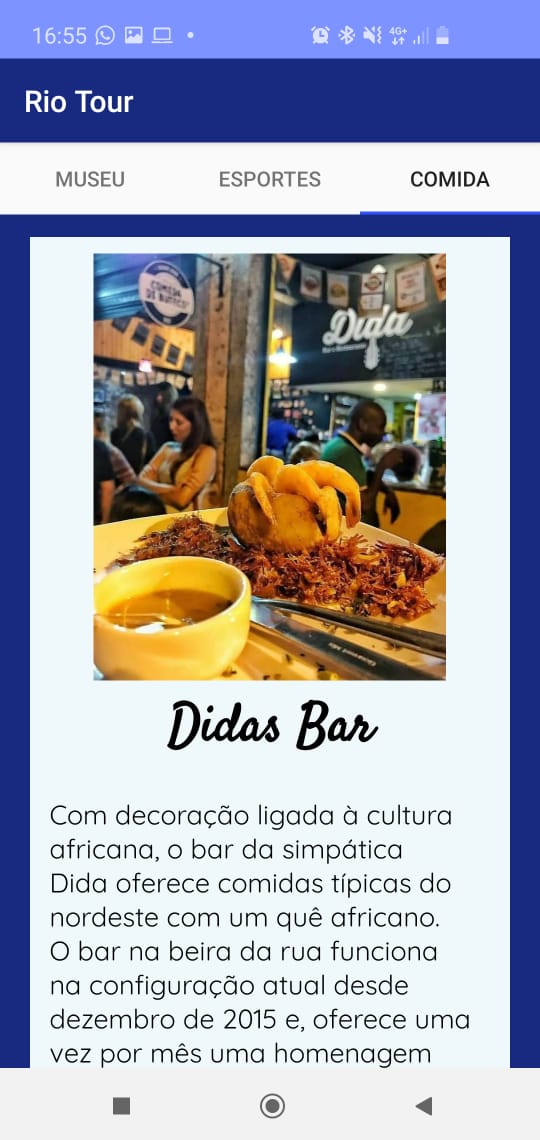 16:55
4G+
Rio Tour
MUSEU ESPORTES COMIDA
COMIDA
DI BUTECO
Dida
Didas Bar
Com decoração ligada à cultura
africana, o bar da simpática
Dida oferece comidas típicas do
nordeste com um quê africano.
O bar na beira da rua funciona
na configuração atual desde
dezembro de 2015 e, oferece uma
vez por mês uma homenagem